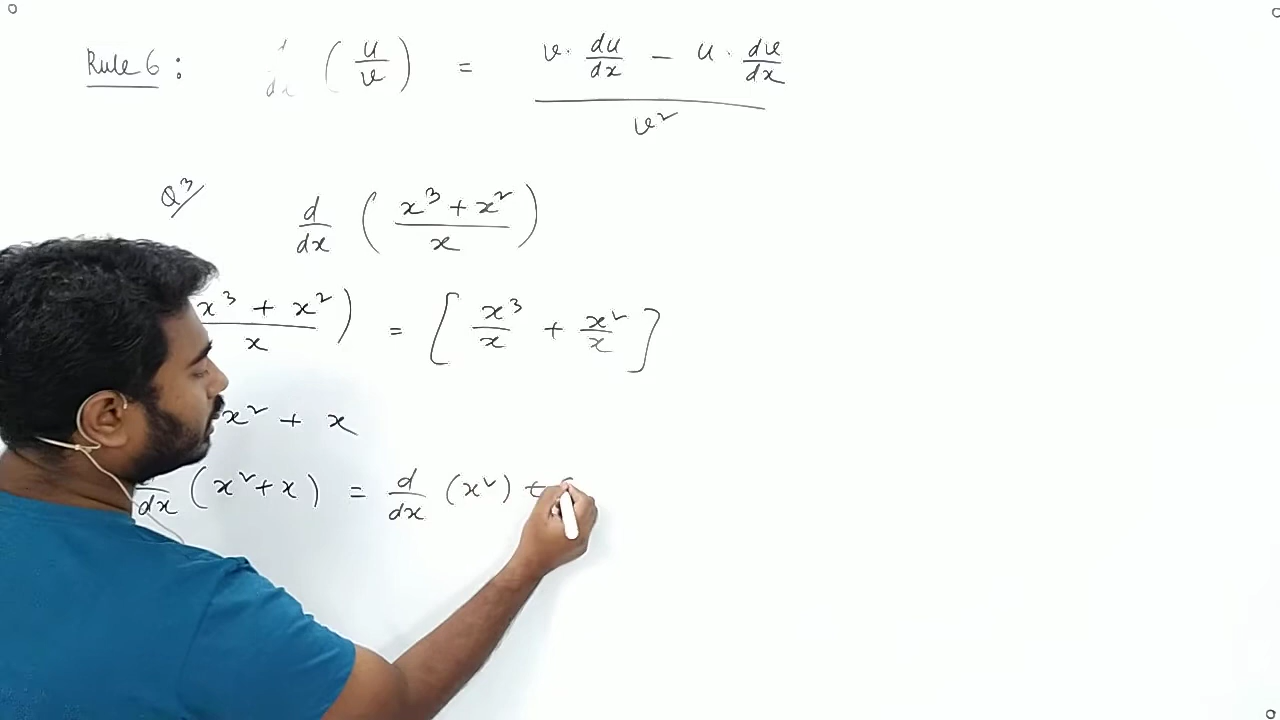 Rule 6 : d/dx (u/v) = (v · du/dx − u · dv/dx) / v²
Q3
d/dx ((x³ + x²)/x)
(x³ + x²)/x) = [x³/x + x²/x]
x² + x
dx (x² + x) = d/dx (x²) +